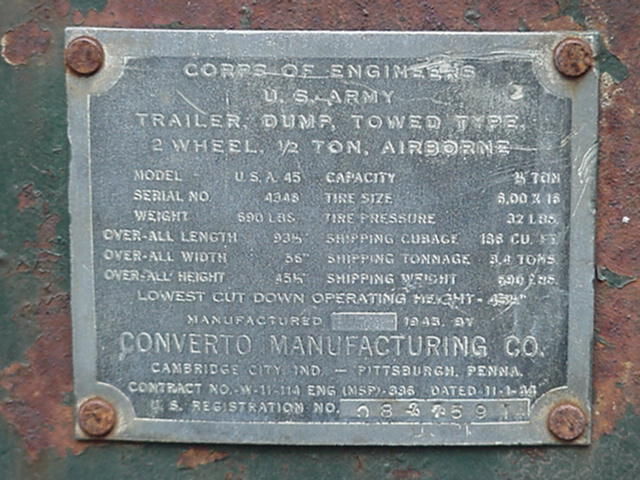 CORPS OF ENGINEERS
U. S. ARMY
TRAILER, DUMP, TOWED TYPE,
2 WHEEL, 1/2 TON, AIRBORNE
MODEL U.S.A. 45 CAPACITY TON
SERIAL NO. 4348 TIRE SIZE 6.00 X 16
WEIGHT 690 LBS. TIRE PRESSURE 32 LBS.
OVER-ALL LENGTH 93½" SHIPPING CUBAGE 136 CU. FT.
OVER-ALL WIDTH 56" SHIPPING TONNAGE 3.4 TONS
OVER-ALL HEIGHT 45½" SHIPPING WEIGHT 690 LBS.
LOWEST CUT DOWN OPERATING HEIGHT-
MANUFACTURED 1945, BY
CONVERTO MANUFACTURING CO.
CAMBRIDGE CITY, IND. — PITTSBURGH, PENNA.
CONTRACT NO.-W-11-114 ENG (MSP)-336 DATED-11-1-44
U. S. REGISTRATION NO.